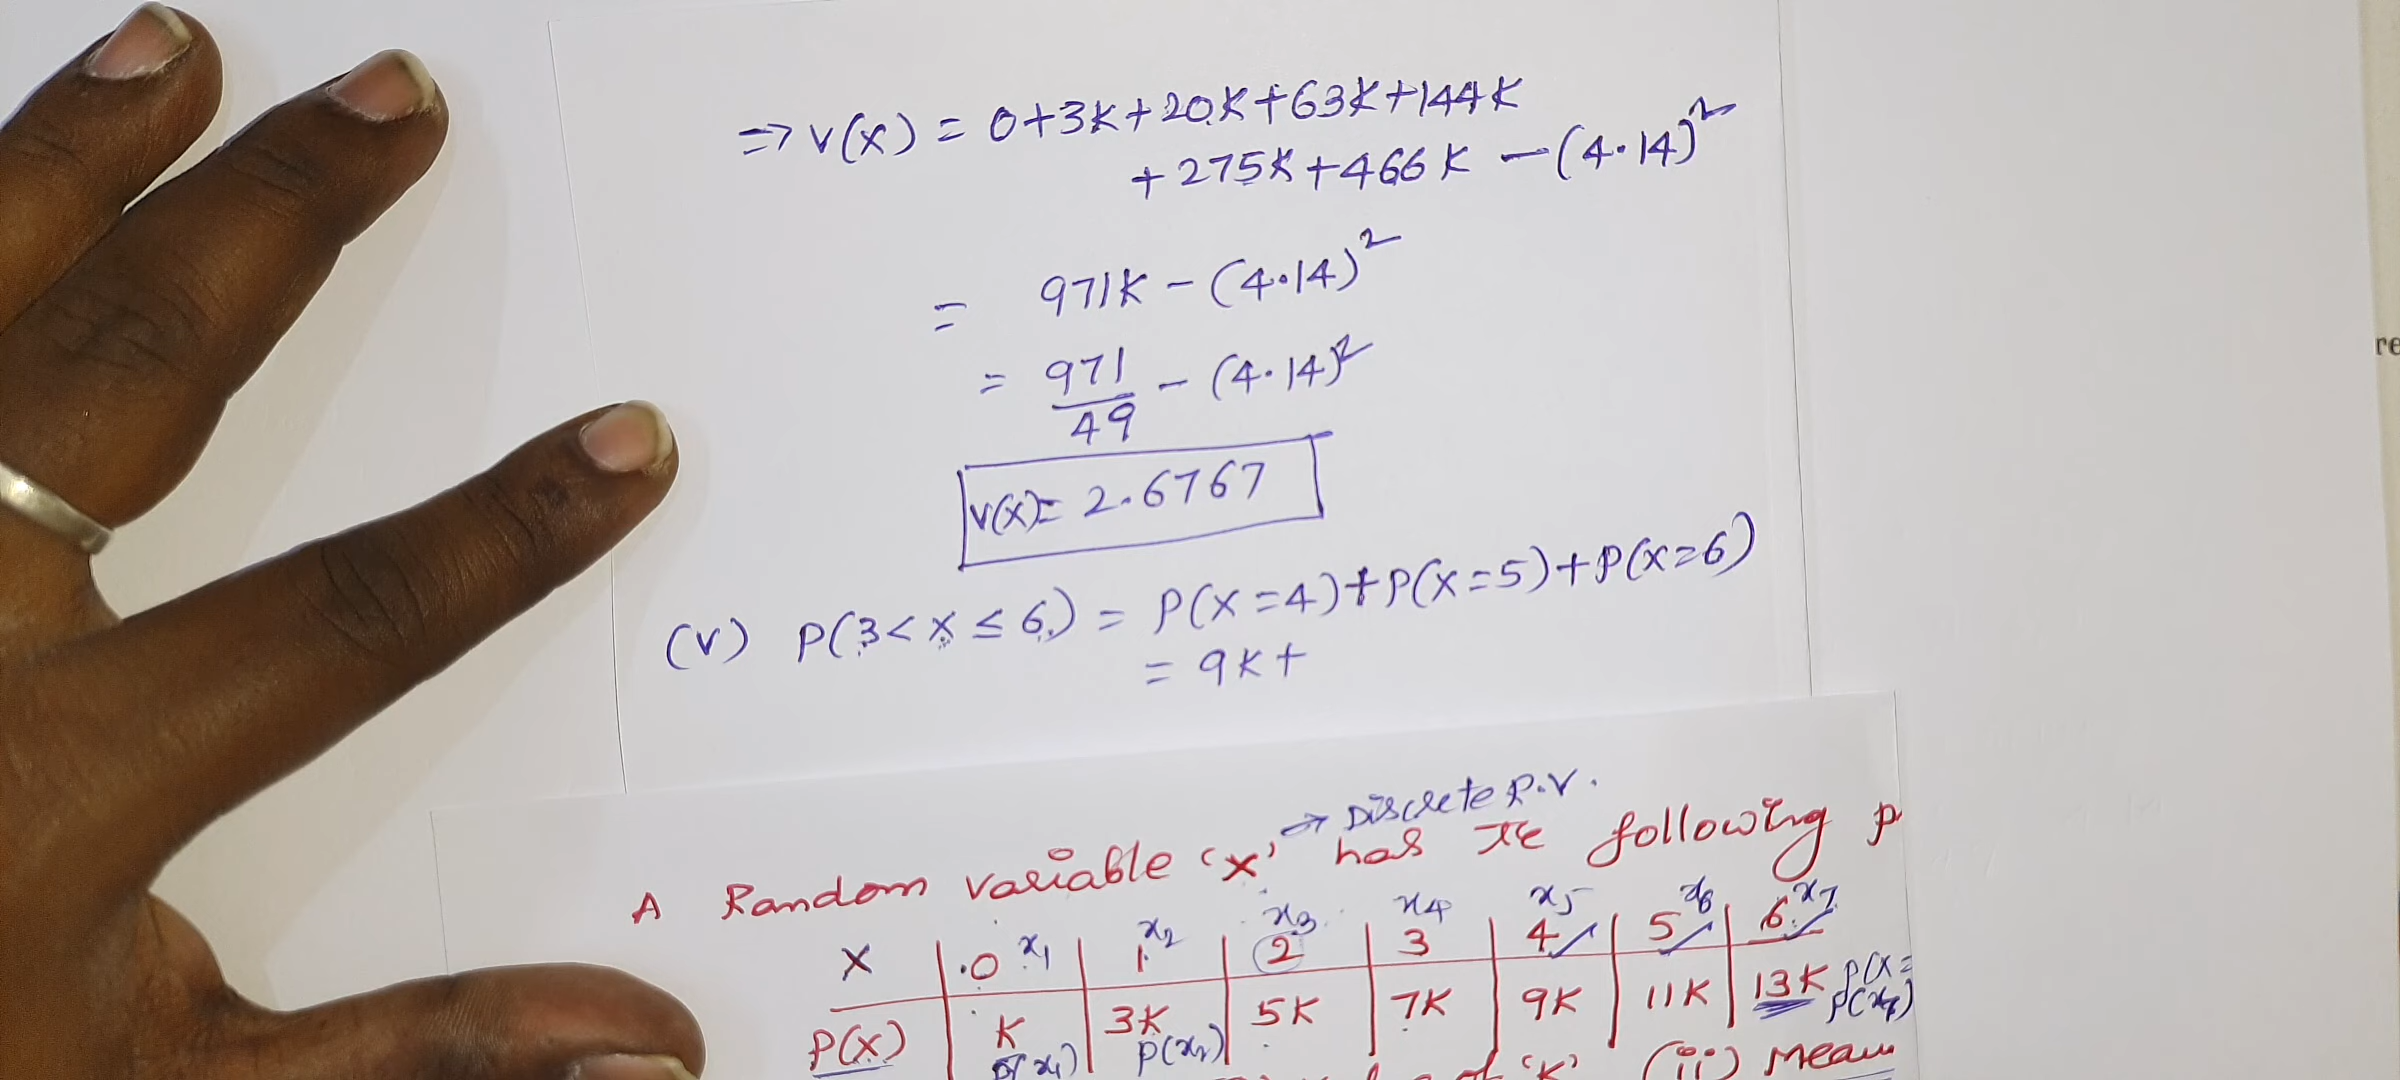 ⇒ V(X) = 0+3K+20K+63K+144K
+275K+466K -(4.14)²
= 971K - (4.14)²
= 971/49 - (4.14)²
V(X)= 2.6767
(V) P(3<X≤6) = P(X=4)+P(X=5)+P(X=6)
= 9K+
→ Discrete R.V.
A Random variable 'X' has the following p
X | 0 x₁ | 1 x₂ | 2 x₃ | 3 x₄ | 4 x₅ | 5 x₆ | 6 x₇
P(X) | K | 3K | 5K | 7K | 9K | 11K | 13K P(X=
P(x₁) P(x₂) P(x₇)
of 'K' (ii) Mean
re